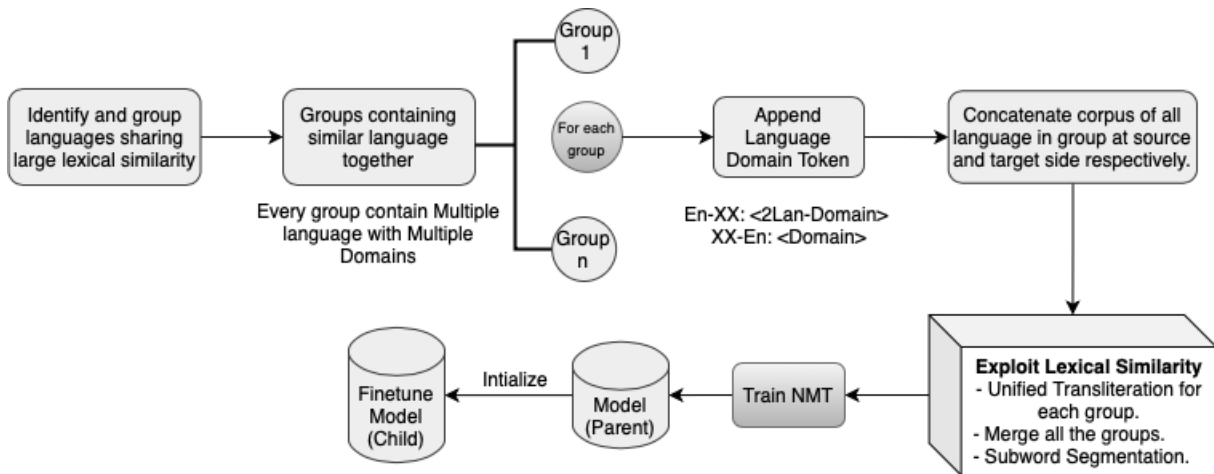 Identify and group
languages sharing
large lexical similarity
Groups containing
similar language
together
Every group contain Multiple
language with Multiple
Domains
Group
1
For each
group
Group
n
Append
Language
Domain Token
En-XX: <2Lan-Domain>
XX-En: <Domain>
Concatenate corpus of all
language in group at source
and target side respectively.
Exploit Lexical Similarity
- Unified Transliteration for
each group.
- Merge all the groups.
- Subword Segmentation.
Train NMT
Model
(Parent)
Intialize
Finetune
Model
(Child)